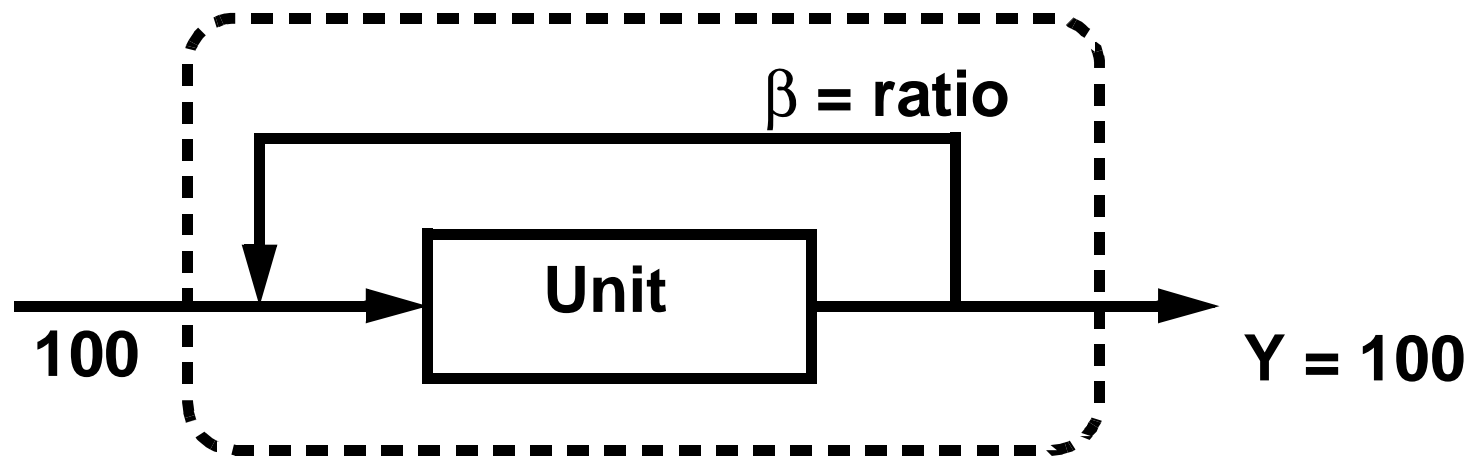 β = ratio
Unit
100
Y = 100